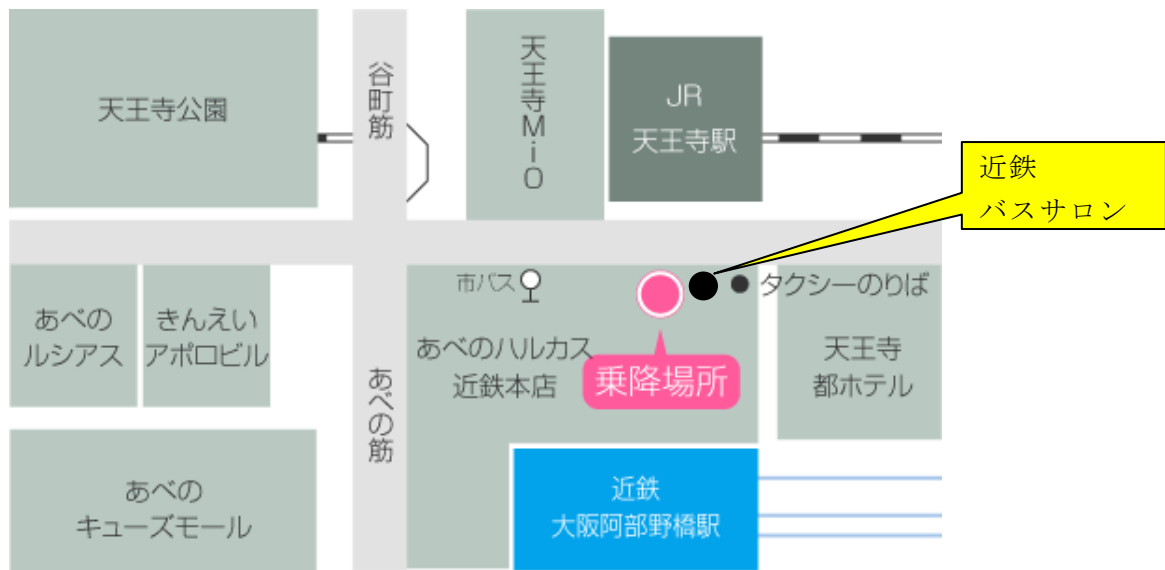 天王寺公園
谷町筋
天王寺MiO
JR
天王寺駅
近鉄
バスサロン
市バス
タクシーのりば
あべの
ルシアス
きんえい
アポロビル
あべの筋
あべのハルカス
近鉄本店
乗降場所
天王寺
都ホテル
あべの
キューズモール
近鉄
大阪阿部野橋駅